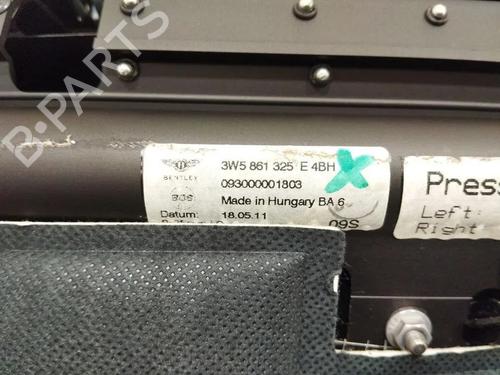 B-PARTS
BENTLEY
3W5 861 325 E 4BH
093000001803
Made in Hungary BA 6
Datum: 18.05.11
09S
Press
Left:
Right